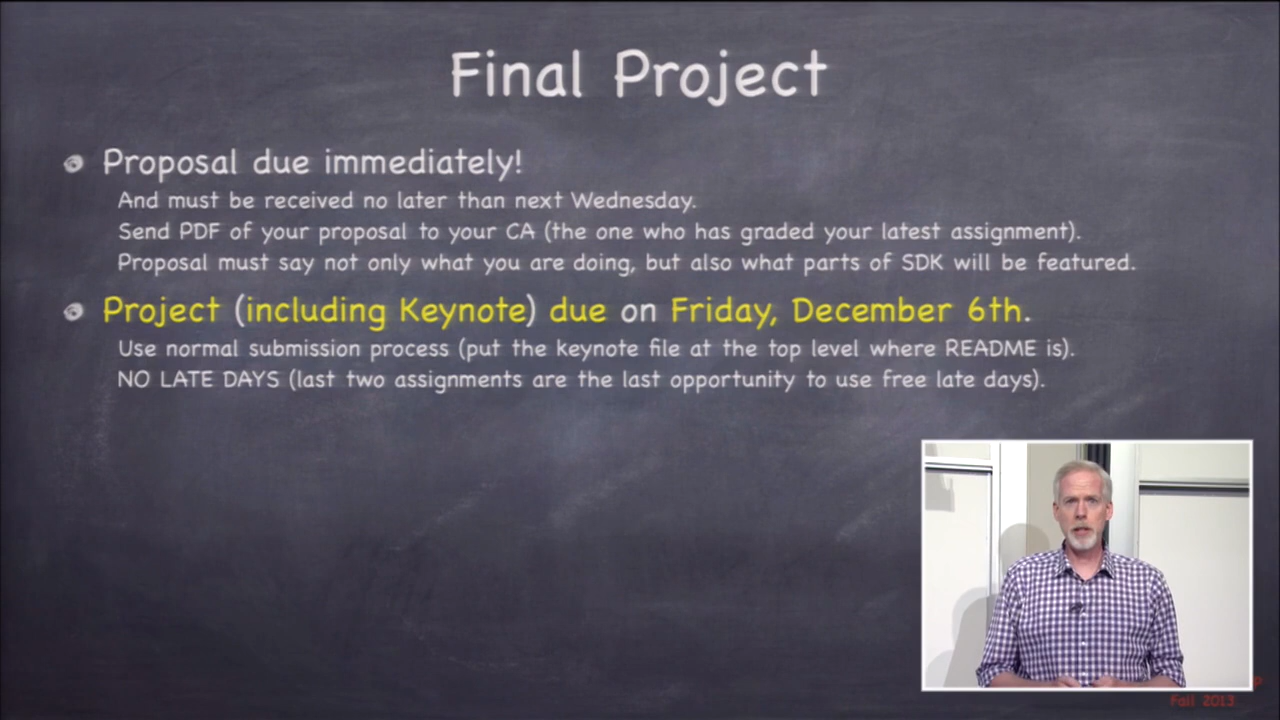 Final Project
Proposal due immediately!
And must be received no later than next Wednesday.
Send PDF of your proposal to your CA (the one who has graded your latest assignment).
Proposal must say not only what you are doing, but also what parts of SDK will be featured.
Project (including Keynote) due on Friday, December 6th.
Use normal submission process (put the keynote file at the top level where README is).
NO LATE DAYS (last two assignments are the last opportunity to use free late days).
Fall 2013